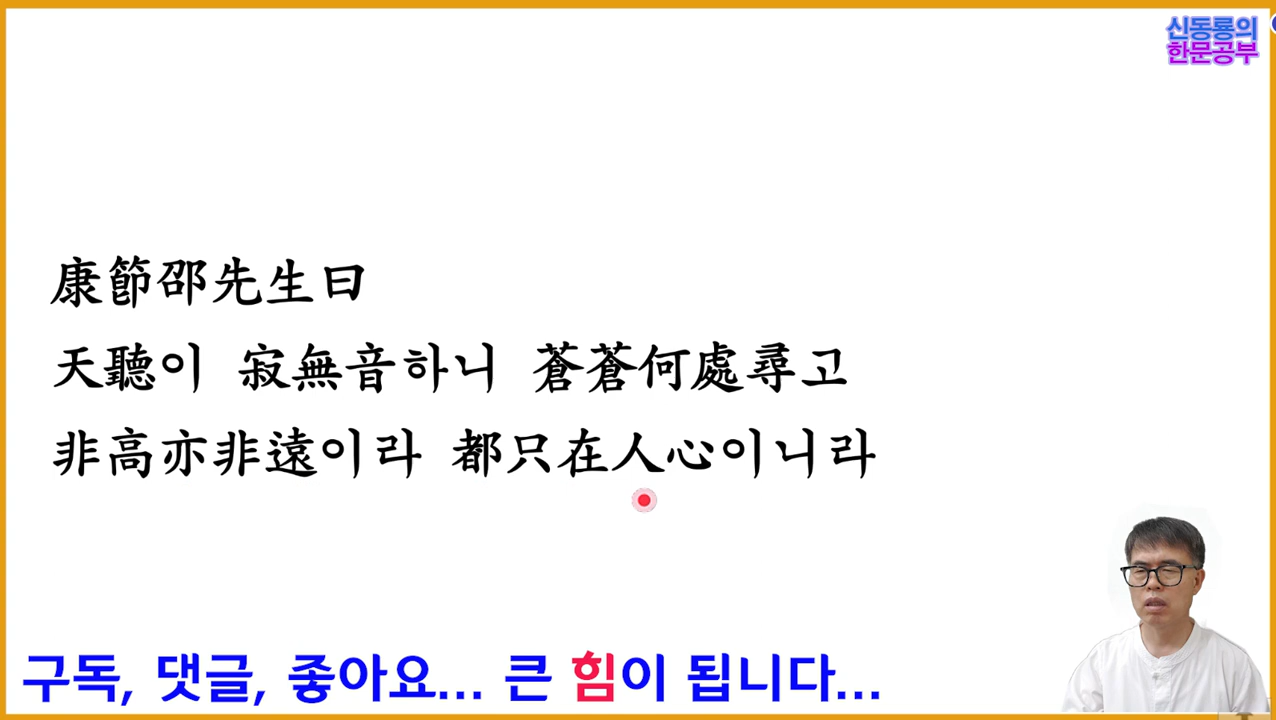 신동룡의
한문공부
康節邵先生曰
天聽이 寂無音하니 蒼蒼何處尋고
非高亦非遠이라 都只在人心이니라
구독, 댓글, 좋아요... 큰 힘이 됩니다...